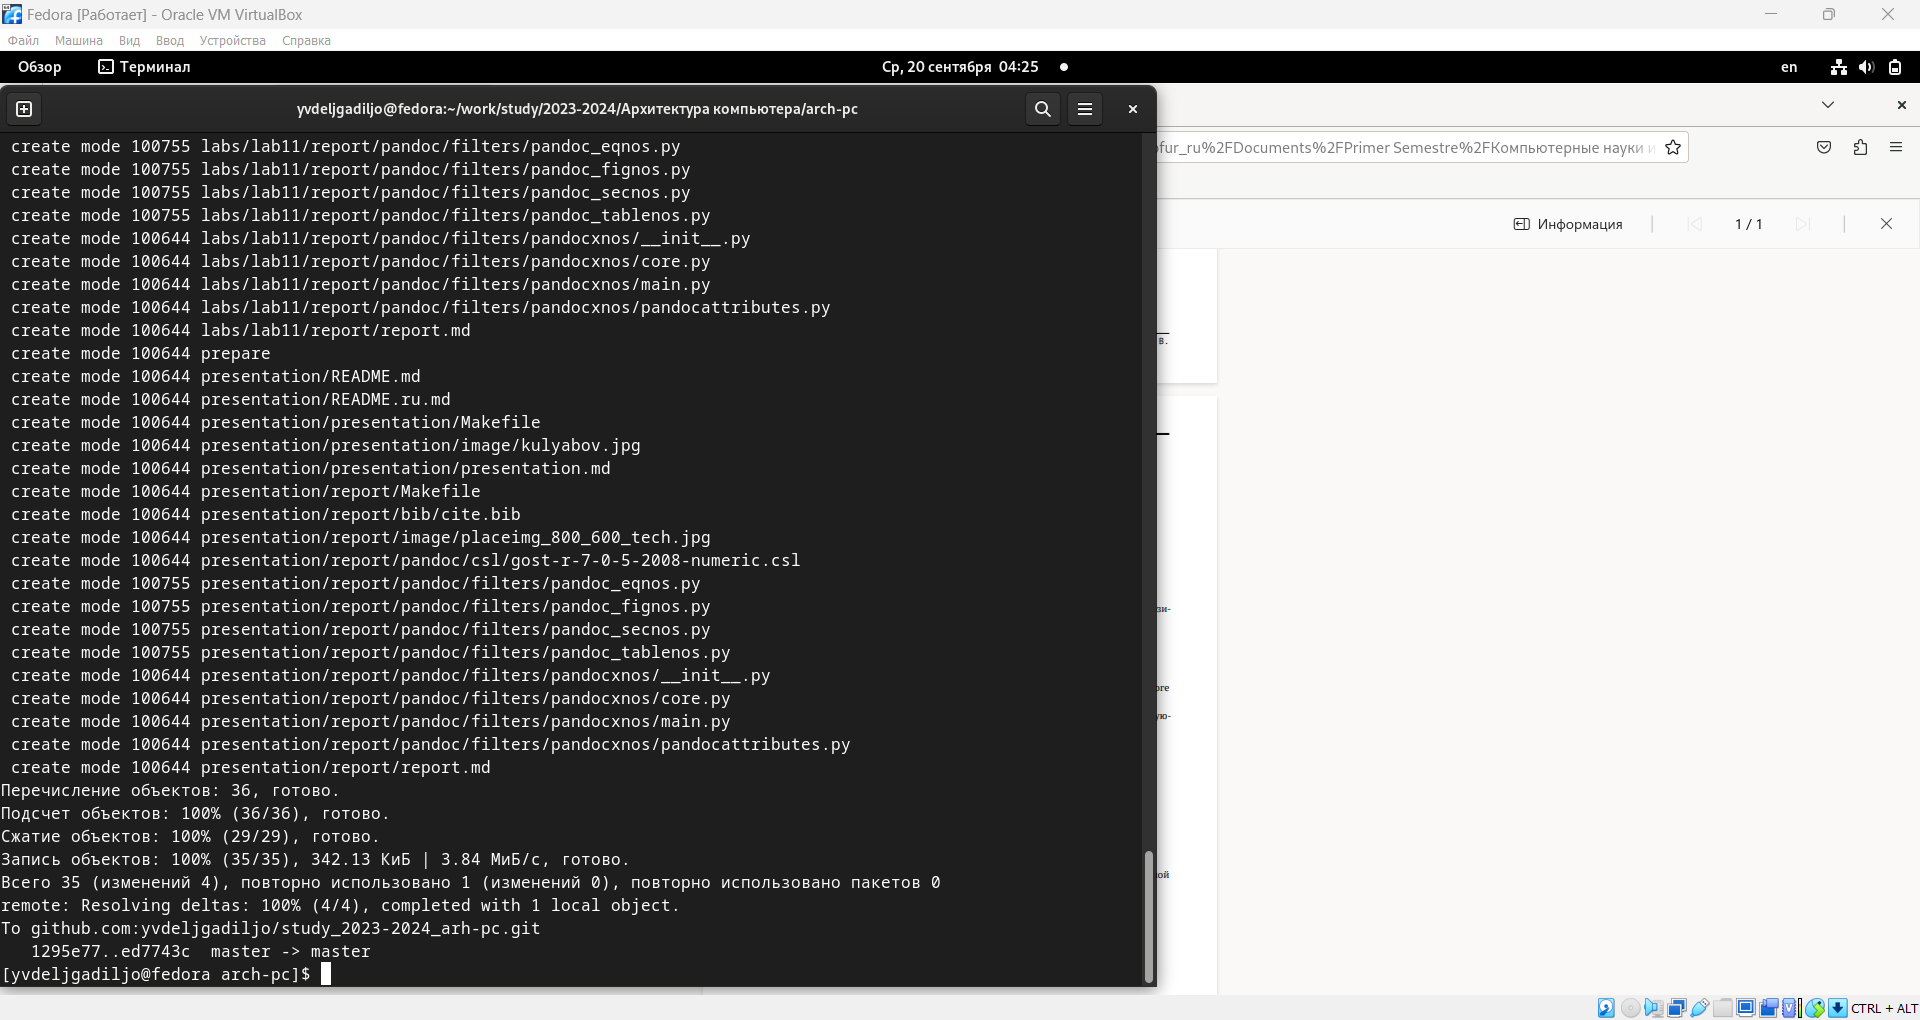 Fedora [Работает] - Oracle VM VirtualBox
Файл Машина Вид Ввод Устройства Справка
Обзор Терминал Ср, 20 сентября 04:25 en
yvdeljgadiljo@fedora:~/work/study/2023-2024/Архитектура компьютера/arch-pc
ofur_ru%2FDocuments%2FPrimer Semestre%2FКомпьютерные науки и
Информация 1 / 1
create mode 100755 labs/lab11/report/pandoc/filters/pandoc_eqnos.py
create mode 100755 labs/lab11/report/pandoc/filters/pandoc_fignos.py
create mode 100755 labs/lab11/report/pandoc/filters/pandoc_secnos.py
create mode 100755 labs/lab11/report/pandoc/filters/pandoc_tablenos.py
create mode 100644 labs/lab11/report/pandoc/filters/pandocxnos/__init__.py
create mode 100644 labs/lab11/report/pandoc/filters/pandocxnos/core.py
create mode 100644 labs/lab11/report/pandoc/filters/pandocxnos/main.py
create mode 100644 labs/lab11/report/pandoc/filters/pandocxnos/pandocattributes.py
create mode 100644 labs/lab11/report/report.md
create mode 100644 prepare
create mode 100644 presentation/README.md
create mode 100644 presentation/README.ru.md
create mode 100644 presentation/presentation/Makefile
create mode 100644 presentation/presentation/image/kulyabov.jpg
create mode 100644 presentation/presentation/presentation.md
create mode 100644 presentation/report/Makefile
create mode 100644 presentation/report/bib/cite.bib
create mode 100644 presentation/report/image/placeimg_800_600_tech.jpg
create mode 100644 presentation/report/pandoc/csl/gost-r-7-0-5-2008-numeric.csl
create mode 100755 presentation/report/pandoc/filters/pandoc_eqnos.py
create mode 100755 presentation/report/pandoc/filters/pandoc_fignos.py
create mode 100755 presentation/report/pandoc/filters/pandoc_secnos.py
create mode 100755 presentation/report/pandoc/filters/pandoc_tablenos.py
create mode 100644 presentation/report/pandoc/filters/pandocxnos/__init__.py
create mode 100644 presentation/report/pandoc/filters/pandocxnos/core.py
create mode 100644 presentation/report/pandoc/filters/pandocxnos/main.py
create mode 100644 presentation/report/pandoc/filters/pandocxnos/pandocattributes.py
create mode 100644 presentation/report/report.md
Перечисление объектов: 36, готово.
Подсчет объектов: 100% (36/36), готово.
Сжатие объектов: 100% (29/29), готово.
Запись объектов: 100% (35/35), 342.13 КиБ | 3.84 МиБ/с, готово.
Всего 35 (изменений 4), повторно использовано 1 (изменений 0), повторно использовано пакетов 0
remote: Resolving deltas: 100% (4/4), completed with 1 local object.
To github.com:yvdeljgadiljo/study_2023-2024_arh-pc.git
1295e77..ed7743c master -> master
[yvdeljgadiljo@fedora arch-pc]$
в.
зи-
оге
ую-
ой
CTRL + ALT